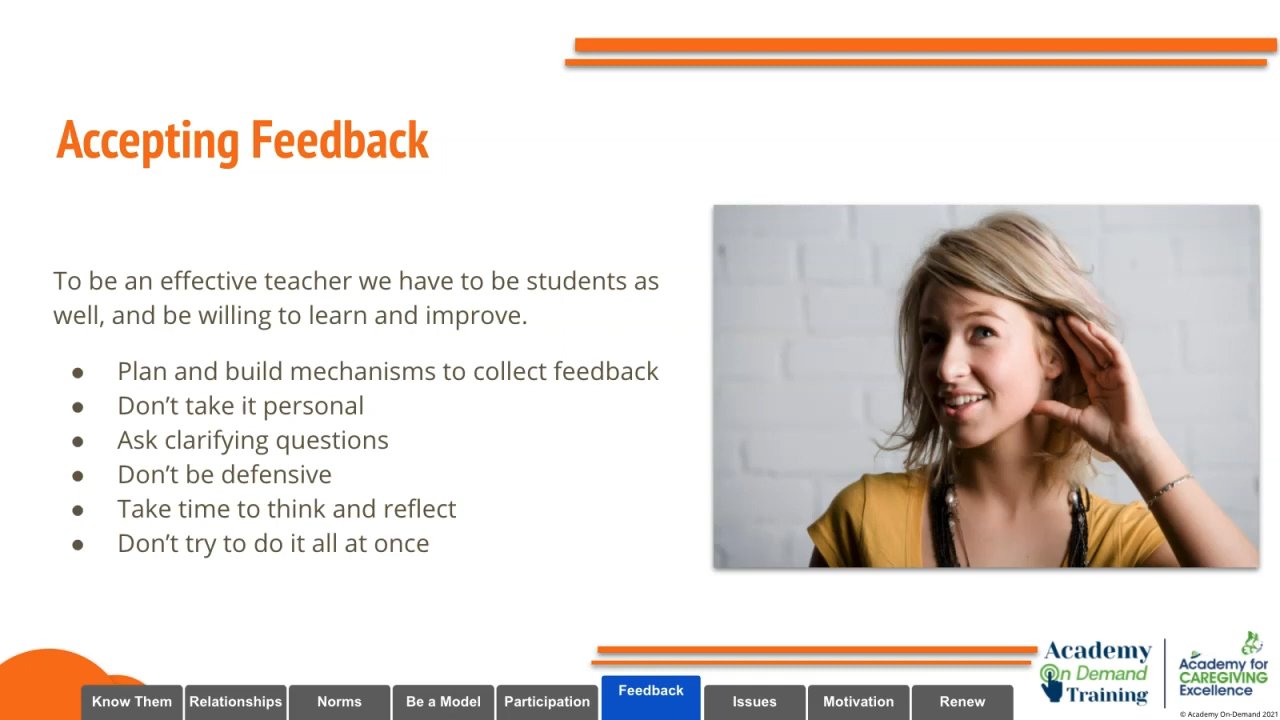 Accepting Feedback
To be an effective teacher we have to be students as
well, and be willing to learn and improve.
● Plan and build mechanisms to collect feedback
● Don’t take it personal
● Ask clarifying questions
● Don’t be defensive
● Take time to think and reflect
● Don’t try to do it all at once
Know Them
Relationships
Norms
Be a Model
Participation
Feedback
Issues
Motivation
Renew
Academy
On Demand
Training
Academy for
CAREGIVING
Excellence
© Academy On-Demand 2021